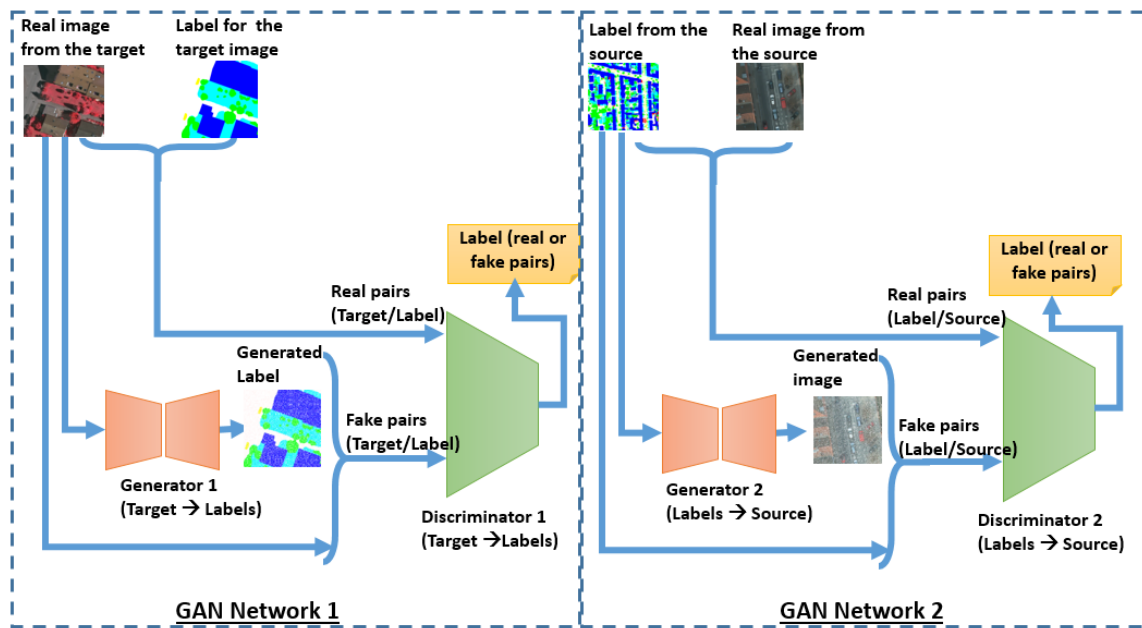 Real image
from the target
Label for  the
target image
Label (real or
fake pairs)
Real pairs
(Target/Label)
Generated
Label
Fake pairs
(Target/Label)
Generator 1
(Target → Labels)
Discriminator 1
(Target →Labels)
GAN Network 1
Label from the
source
Real image from
the source
Label (real or
fake pairs)
Real pairs
(Label/Source)
Generated
image
Fake pairs
(Label/Source)
Generator 2
(Labels → Source)
Discriminator 2
(Labels → Source)
GAN Network 2